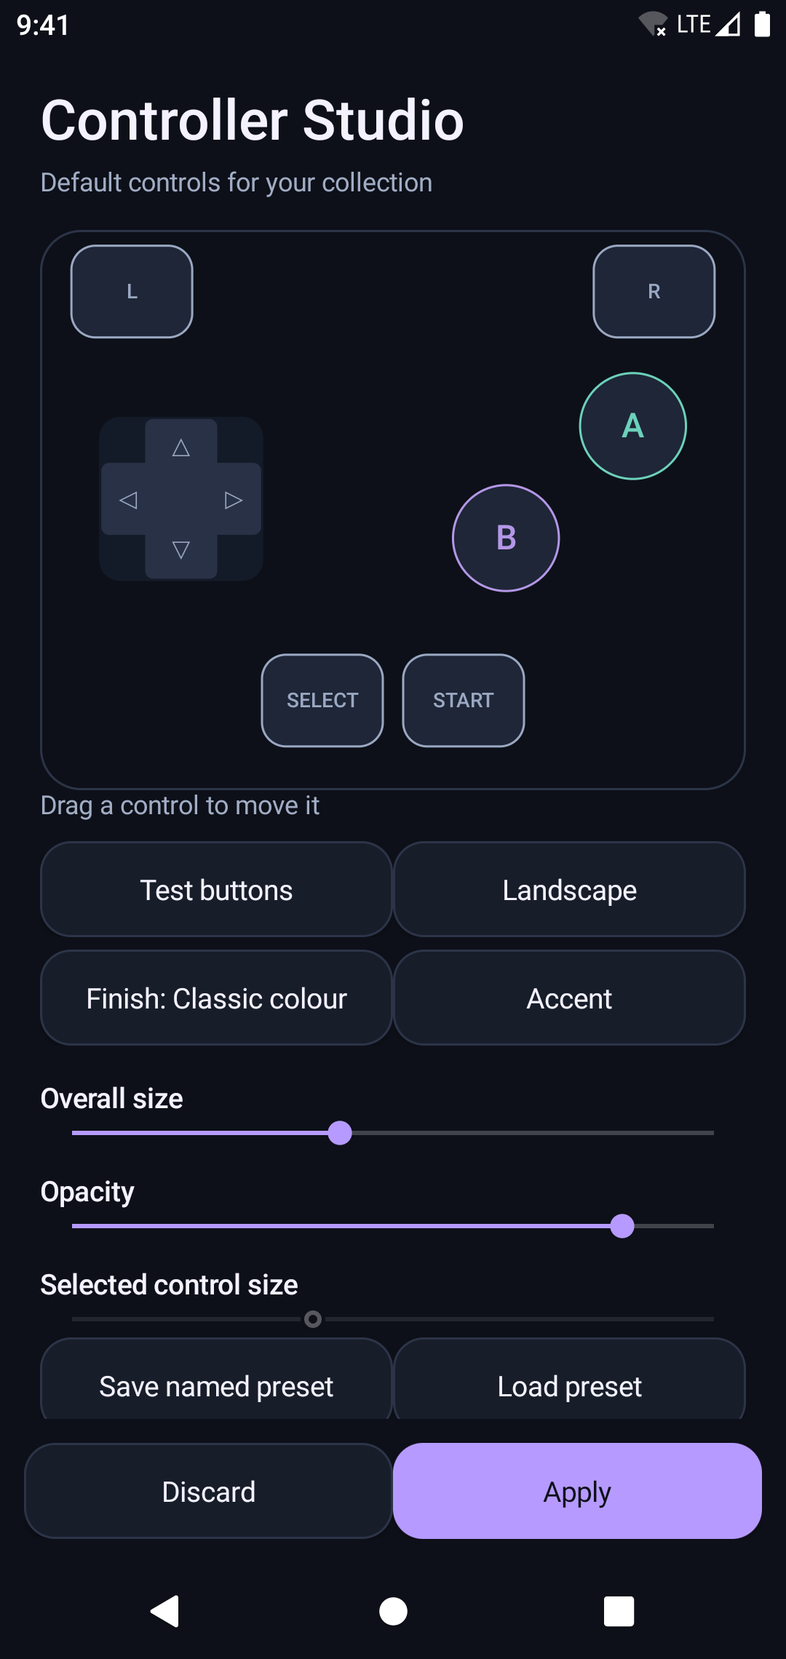 9:41
LTE
Controller Studio
Default controls for your collection
L
R
A
B
SELECT
START
Drag a control to move it
Test buttons
Landscape
Finish: Classic colour
Accent
Overall size
Opacity
Selected control size
Save named preset
Load preset
Discard
Apply